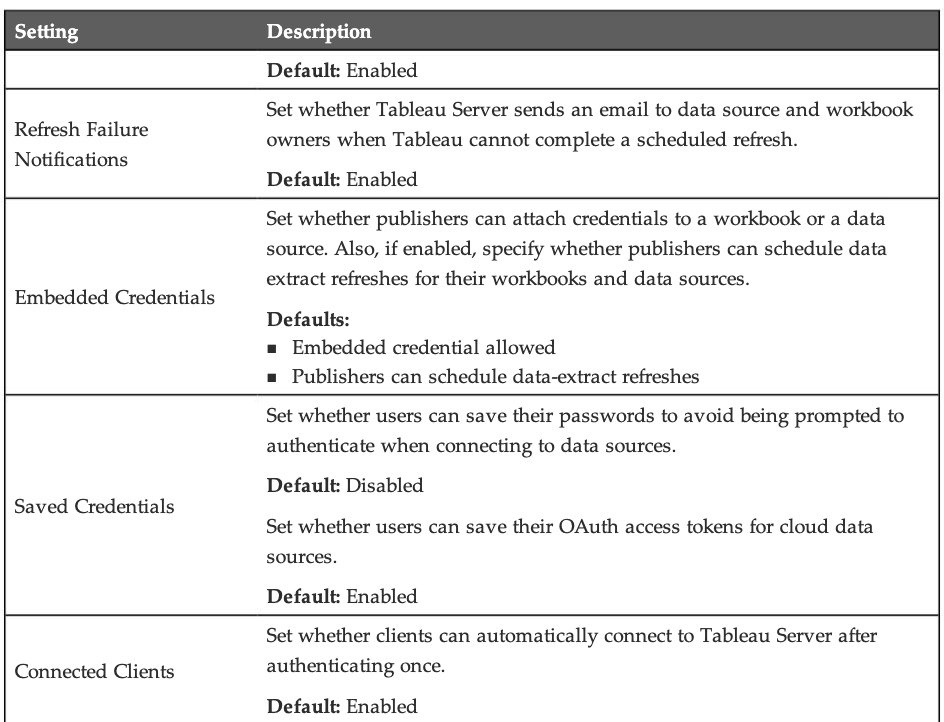 Setting Description
Default: Enabled
Refresh Failure
Notifications
Set whether Tableau Server sends an email to data source and workbook
owners when Tableau cannot complete a scheduled refresh.
Default: Enabled
Embedded Credentials
Set whether publishers can attach credentials to a workbook or a data
source. Also, if enabled, specify whether publishers can schedule data
extract refreshes for their workbooks and data sources.
Defaults:
■ Embedded credential allowed
■ Publishers can schedule data-extract refreshes
Saved Credentials
Set whether users can save their passwords to avoid being prompted to
authenticate when connecting to data sources.
Default: Disabled
Set whether users can save their OAuth access tokens for cloud data
sources.
Default: Enabled
Connected Clients
Set whether clients can automatically connect to Tableau Server after
authenticating once.
Default: Enabled